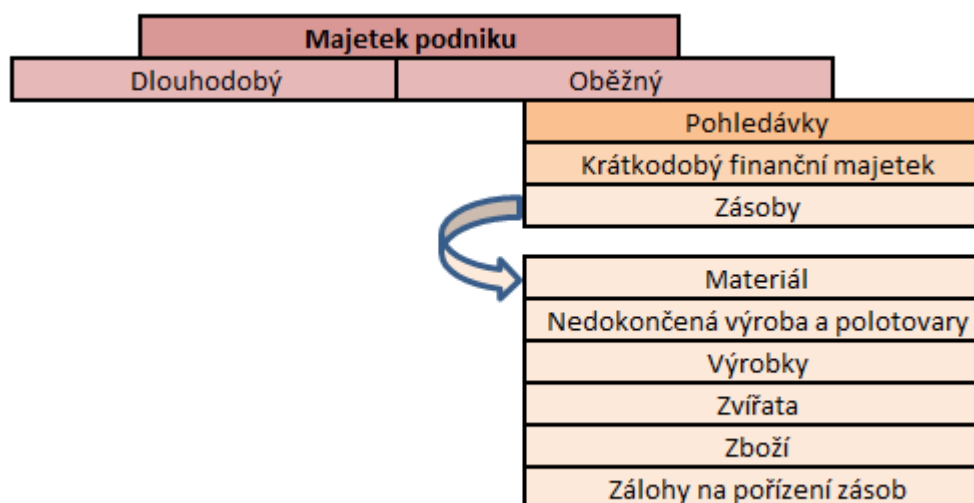 Majetek podniku
Dlouhodobý
Oběžný
Pohledávky
Krátkodobý finanční majetek
Zásoby
Materiál
Nedokončená výroba a polotovary
Výrobky
Zvířata
Zboží
Zálohy na pořízení zásob